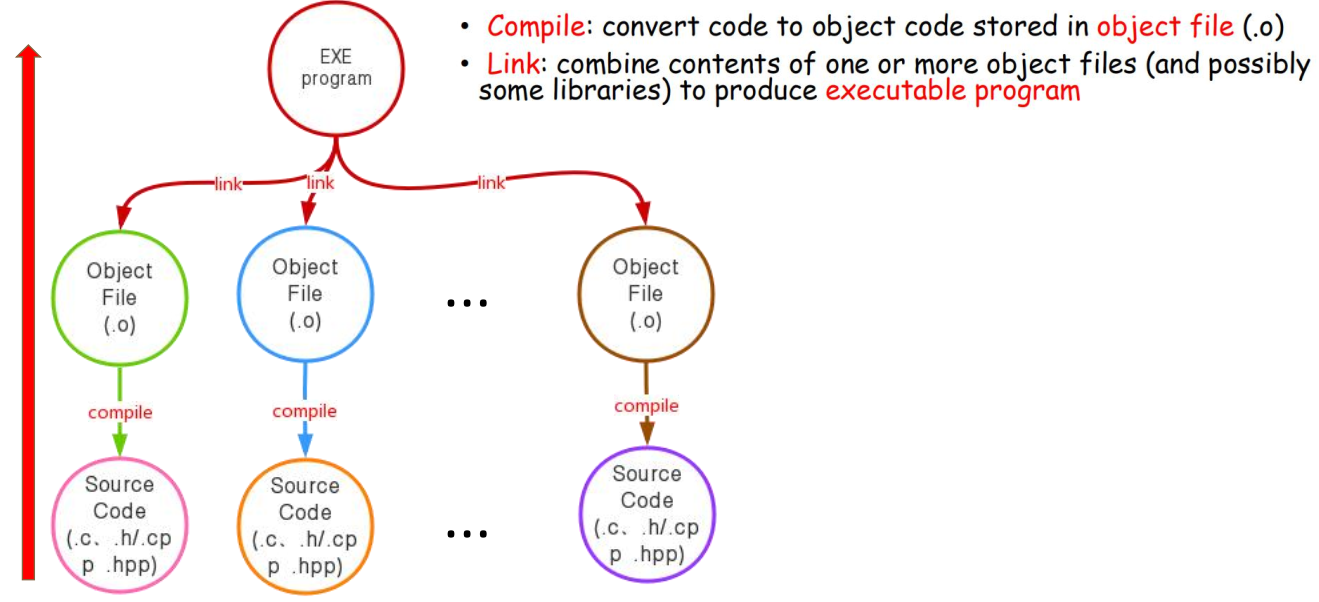 • Compile: convert code to object code stored in object file (.o)
• Link: combine contents of one or more object files (and possibly
some libraries) to produce executable program
EXE
program
link
link
link
Object
File
(.o)
Object
File
(.o)
...
Object
File
(.o)
compile
compile
compile
Source
Code
(.c、.h/.cp
p .hpp)
Source
Code
(.c、.h/.cp
p .hpp)
...
Source
Code
(.c、.h/.cp
p .hpp)